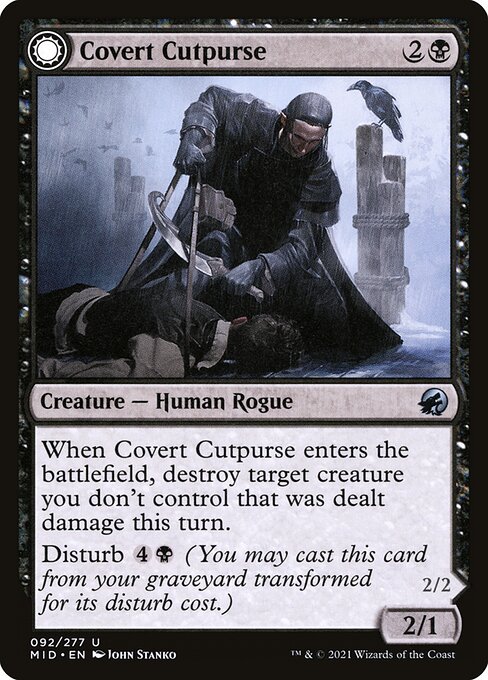 Covert Cutpurse 2
Creature — Human Rogue
When Covert Cutpurse enters the
battlefield, destroy target creature
you don't control that was dealt
damage this turn.
Disturb 4 (You may cast this card
from your graveyard transformed
for its disturb cost.)
2/2
2/1
092/277 U
MID • EN JOHN STANKO
™ & © 2021 Wizards of the Coast